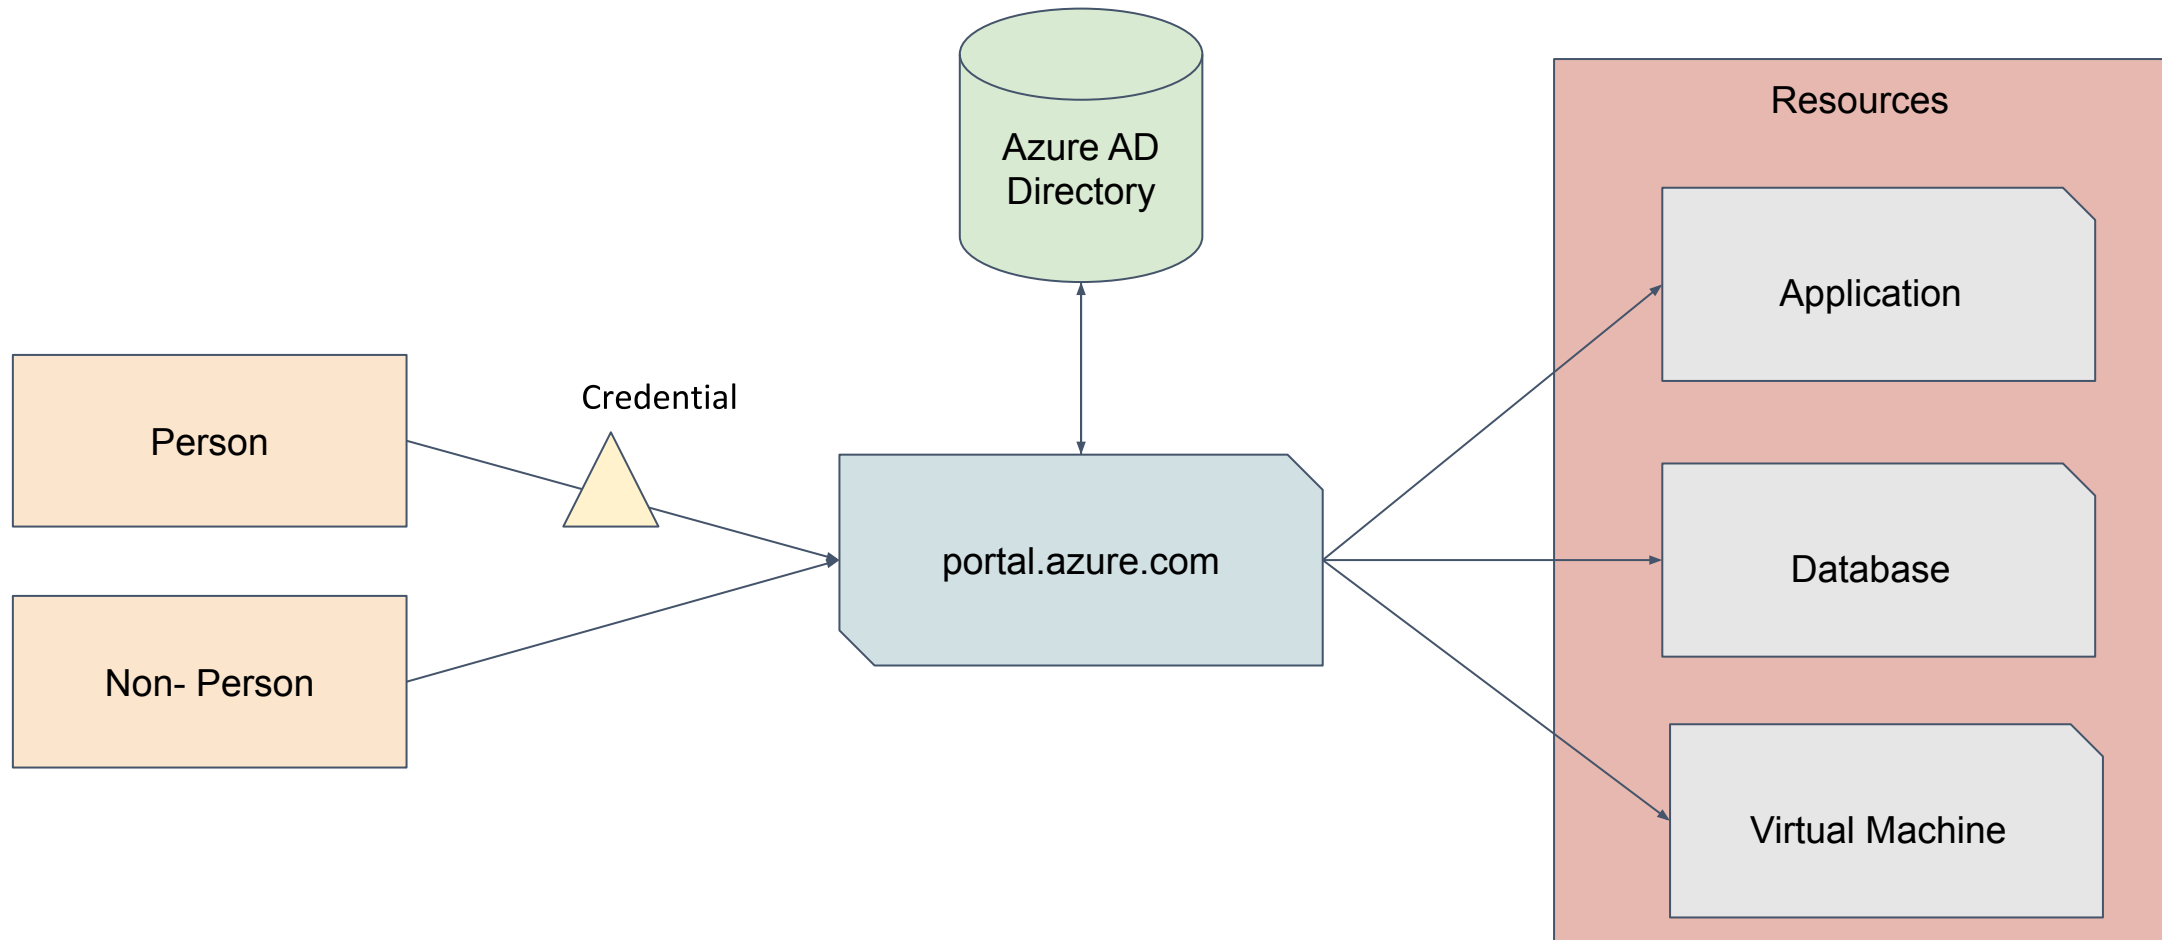 Azure AD
Directory
Resources
Application
Credential
Person
portal.azure.com
Database
Non- Person
Virtual Machine